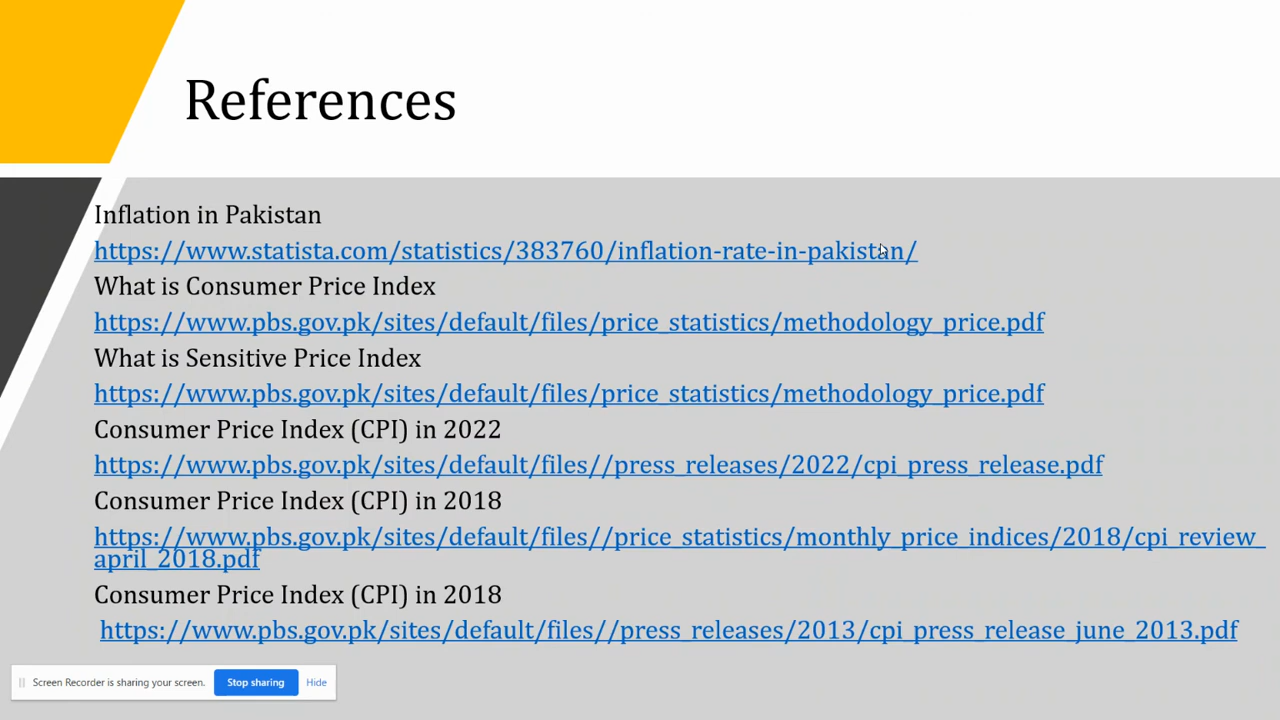 References
Inflation in Pakistan
https://www.statista.com/statistics/383760/inflation-rate-in-pakistan/
What is Consumer Price Index
https://www.pbs.gov.pk/sites/default/files/price_statistics/methodology_price.pdf
What is Sensitive Price Index
https://www.pbs.gov.pk/sites/default/files/price_statistics/methodology_price.pdf
Consumer Price Index (CPI) in 2022
https://www.pbs.gov.pk/sites/default/files//press_releases/2022/cpi_press_release.pdf
Consumer Price Index (CPI) in 2018
https://www.pbs.gov.pk/sites/default/files//price_statistics/monthly_price_indices/2018/cpi_review_
april_2018.pdf
Consumer Price Index (CPI) in 2018
https://www.pbs.gov.pk/sites/default/files//press_releases/2013/cpi_press_release_june_2013.pdf
Screen Recorder is sharing your screen. Stop sharing Hide